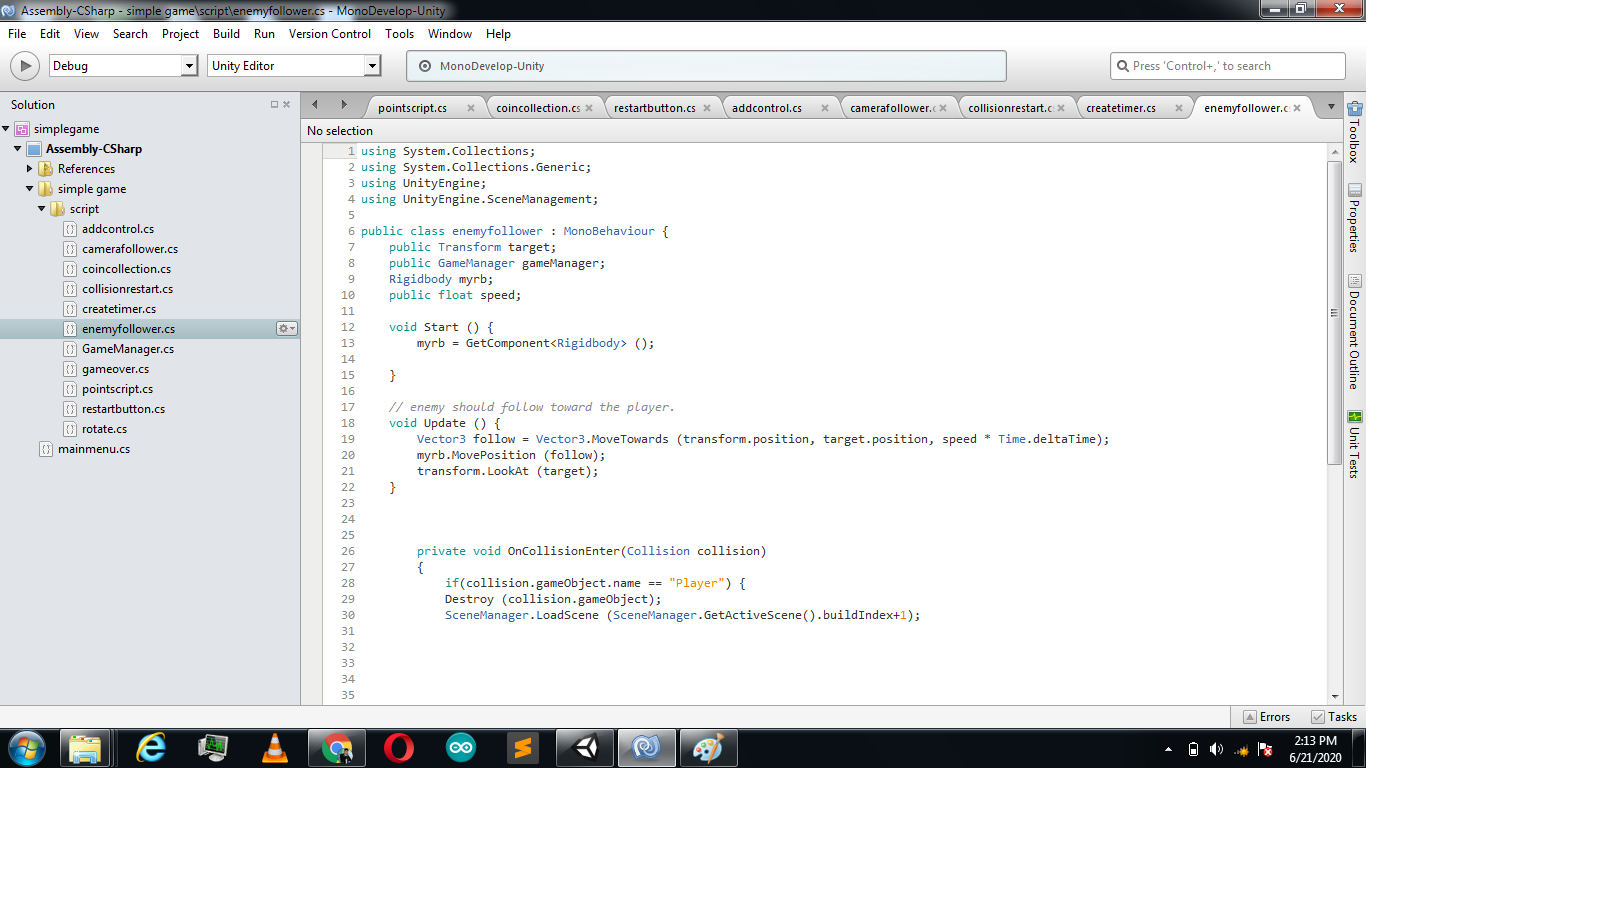 Assembly-CSharp - simple game\script\enemyfollower.cs - MonoDevelop-Unity
File Edit View Search Project Build Run Version Control Tools Window Help
Debug Unity Editor MonoDevelop-Unity Press 'Control+,' to search
Solution
simplegame
Assembly-CSharp
References
simple game
script
addcontrol.cs
camerafollower.cs
coincollection.cs
collisionrestart.cs
createtimer.cs
enemyfollower.cs
GameManager.cs
gameover.cs
pointscript.cs
restartbutton.cs
rotate.cs
mainmenu.cs
pointscript.cs coincollection.cs restartbutton.cs addcontrol.cs camerafollower.c collisionrestart.c createtimer.cs enemyfollower.c
No selection
1 using System.Collections;
2 using System.Collections.Generic;
3 using UnityEngine;
4 using UnityEngine.SceneManagement;
5
6 public class enemyfollower : MonoBehaviour {
7 public Transform target;
8 public GameManager gameManager;
9 Rigidbody myrb;
10 public float speed;
11
12 void Start () {
13 myrb = GetComponent<Rigidbody> ();
14
15 }
16
17 // enemy should follow toward the player.
18 void Update () {
19 Vector3 follow = Vector3.MoveTowards (transform.position, target.position, speed * Time.deltaTime);
20 myrb.MovePosition (follow);
21 transform.LookAt (target);
22 }
23
24
25
26 private void OnCollisionEnter(Collision collision)
27 {
28 if(collision.gameObject.name == "Player") {
29 Destroy (collision.gameObject);
30 SceneManager.LoadScene (SceneManager.GetActiveScene().buildIndex+1);
31
32
33
34
35
Toolbox
Properties
Document Outline
Unit Tests
Errors Tasks
2:13 PM
6/21/2020